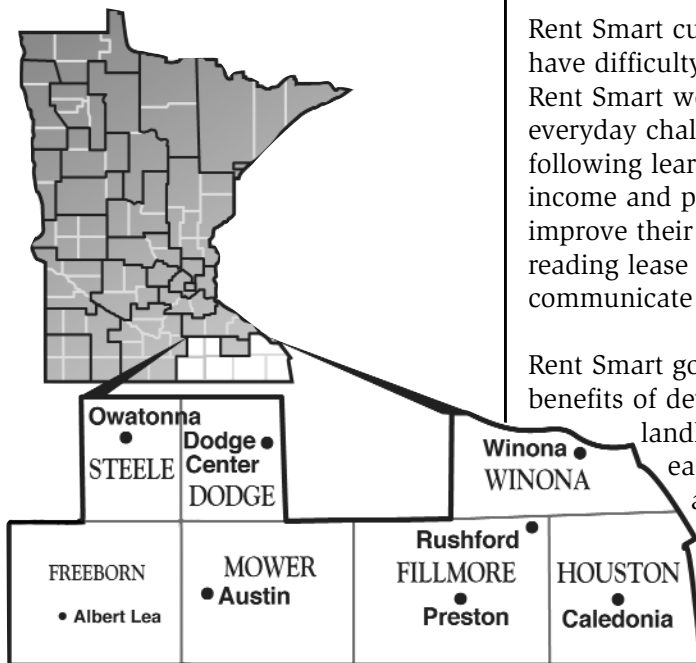 Rent Smart cu
have difficulty
Rent Smart w
everyday chal
following lear
income and p
improve their
reading lease
communicate
Rent Smart go
benefits of de
landl
ea
a
Owatonna
STEELE
Dodge
Center
DODGE
Winona
WINONA
FREEBORN
Albert Lea
MOWER
Austin
Rushford
FILLMORE
Preston
HOUSTON
Caledonia